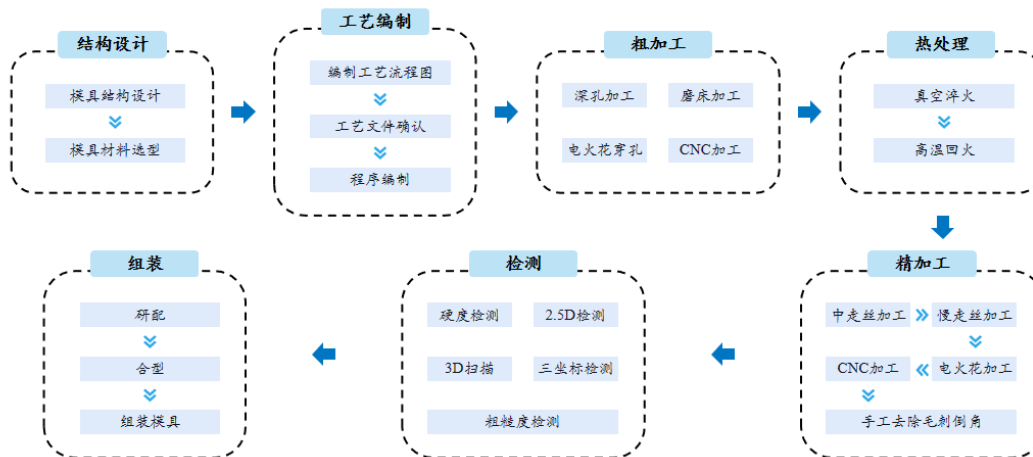 结构设计
模具结构设计
模具材料选型
工艺编制
编制工艺流程图
工艺文件确认
程序编制
粗加工
深孔加工
磨床加工
电火花穿孔
CNC加工
热处理
真空淬火
高温回火
精加工
中走丝加工
慢走丝加工
CNC加工
电火花加工
手工去除毛刺倒角
检测
硬度检测
2.5D检测
3D扫描
三坐标检测
粗糙度检测
组装
研配
合型
组装模具